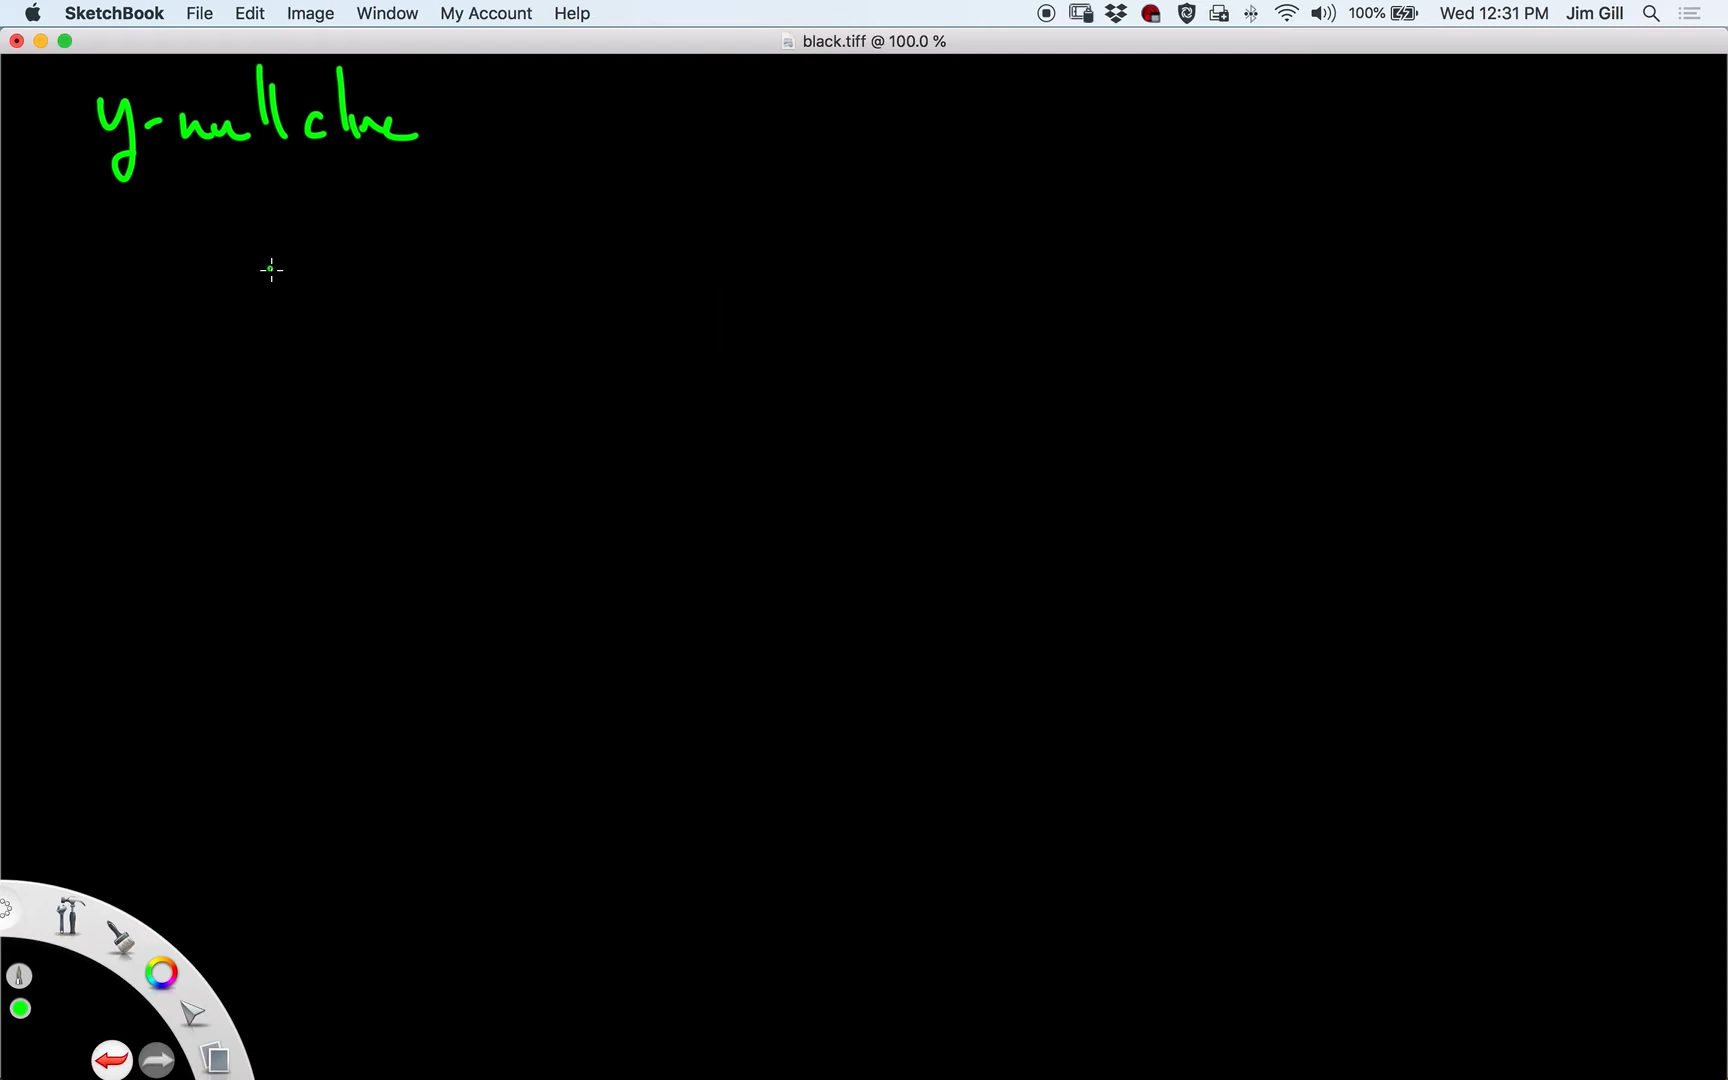 SketchBook File Edit Image Window My Account Help 100% Wed 12:31 PM Jim Gill
black.tiff @ 100.0 %
y-nullcline